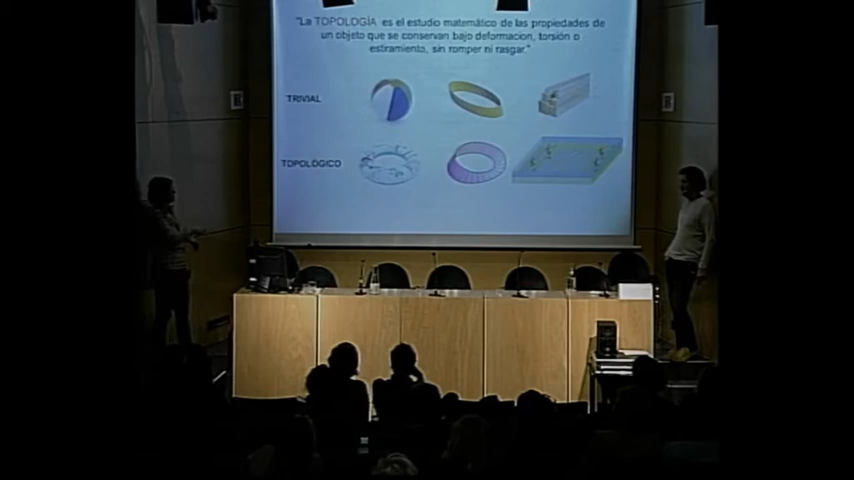 "La TOPOLOGÍA es el estudio matemático de las propiedades de
un objeto que se conservan bajo deformacion, torsión o
estiramiento, sin romper ni rasgar."
TRIVIAL
TOPOLÓGICO